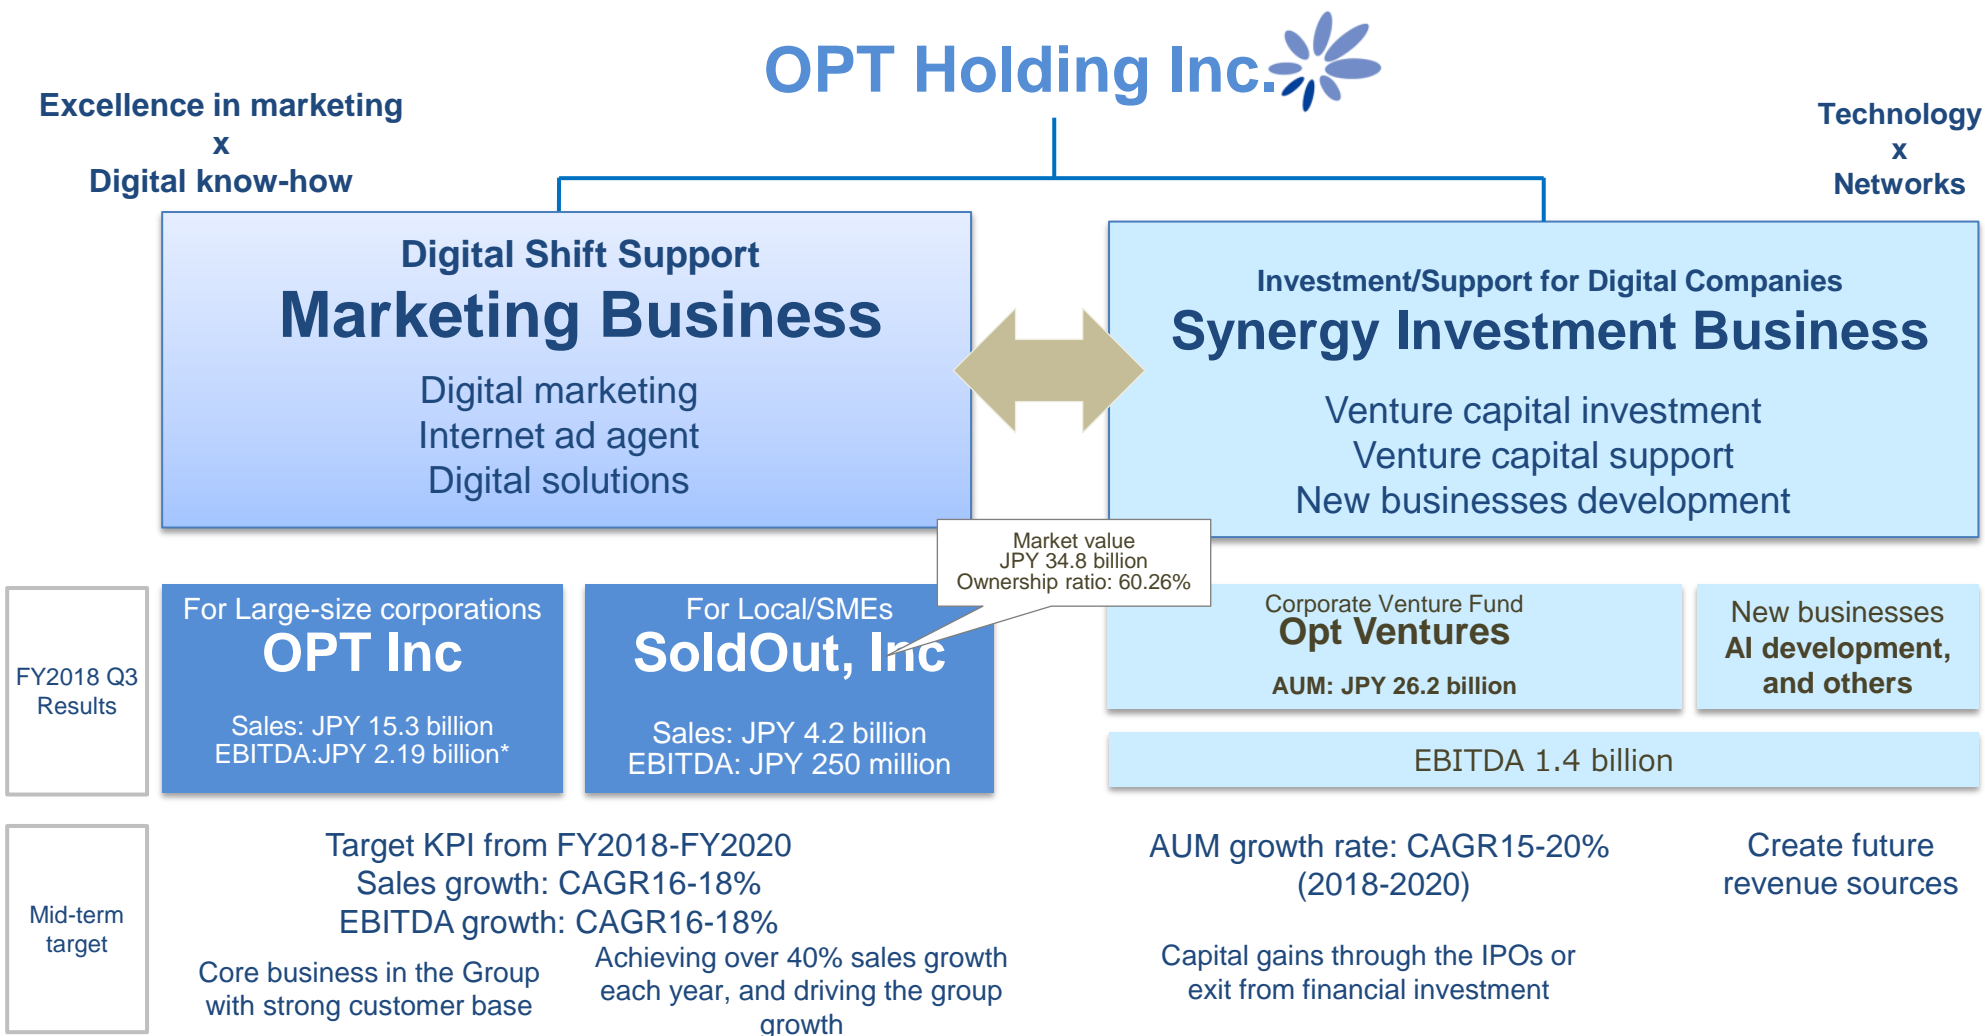 OPT Holding Inc.
Excellence in marketing
x
Digital know-how
Technology
x
Networks
Digital Shift Support
Marketing Business
Digital marketing
Internet ad agent
Digital solutions
Investment/Support for Digital Companies
Synergy Investment Business
Venture capital investment
Venture capital support
New businesses development
Market value
JPY 34.8 billion
Ownership ratio: 60.26%
FY2018 Q3
Results
For Large-size corporations
OPT Inc
Sales: JPY 15.3 billion
EBITDA:JPY 2.19 billion*
For Local/SMEs
SoldOut, Inc
Sales: JPY 4.2 billion
EBITDA: JPY 250 million
Corporate Venture Fund
Opt Ventures
AUM: JPY 26.2 billion
New businesses
AI development,
and others
EBITDA 1.4 billion
Mid-term
target
Target KPI from FY2018-FY2020
Sales growth: CAGR16-18%
EBITDA growth: CAGR16-18%
Core business in the Group
with strong customer base
Achieving over 40% sales growth
each year, and driving the group
growth
AUM growth rate: CAGR15-20%
(2018-2020)
Capital gains through the IPOs or
exit from financial investment
Create future
revenue sources